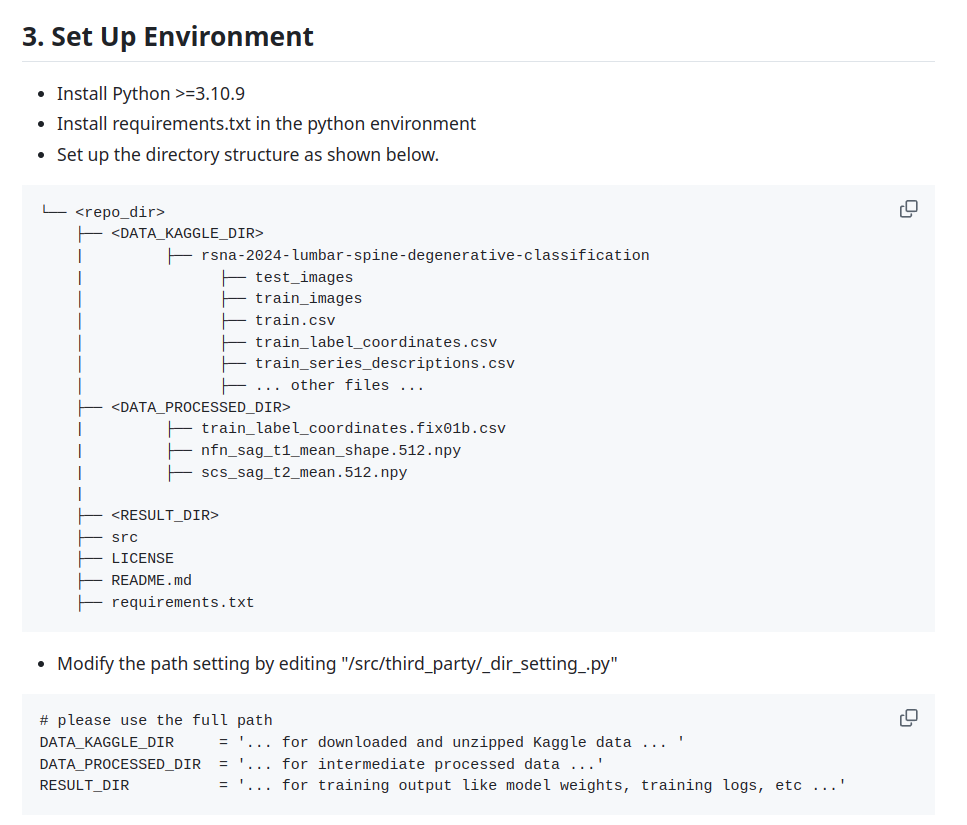 3. Set Up Environment
• Install Python >=3.10.9
• Install requirements.txt in the python environment
• Set up the directory structure as shown below.
└── <repo_dir>
    ├── <DATA_KAGGLE_DIR>
    |         ├── rsna-2024-lumbar-spine-degenerative-classification
    |               ├── test_images
    │               ├── train_images
    │               ├── train.csv
    │               ├── train_label_coordinates.csv
    │               ├── train_series_descriptions.csv
    │               ├── ... other files ...
    ├── <DATA_PROCESSED_DIR>
    |         ├── train_label_coordinates.fix01b.csv
    |         ├── nfn_sag_t1_mean_shape.512.npy
    |         ├── scs_sag_t2_mean.512.npy
    |
    ├── <RESULT_DIR>
    ├── src
    ├── LICENSE
    ├── README.md
    ├── requirements.txt
• Modify the path setting by editing "/src/third_party/_dir_setting_.py"
# please use the full path
DATA_KAGGLE_DIR     = '... for downloaded and unzipped Kaggle data ... '
DATA_PROCESSED_DIR  = '... for intermediate processed data ...'
RESULT_DIR          = '... for training output like model weights, training logs, etc ...'